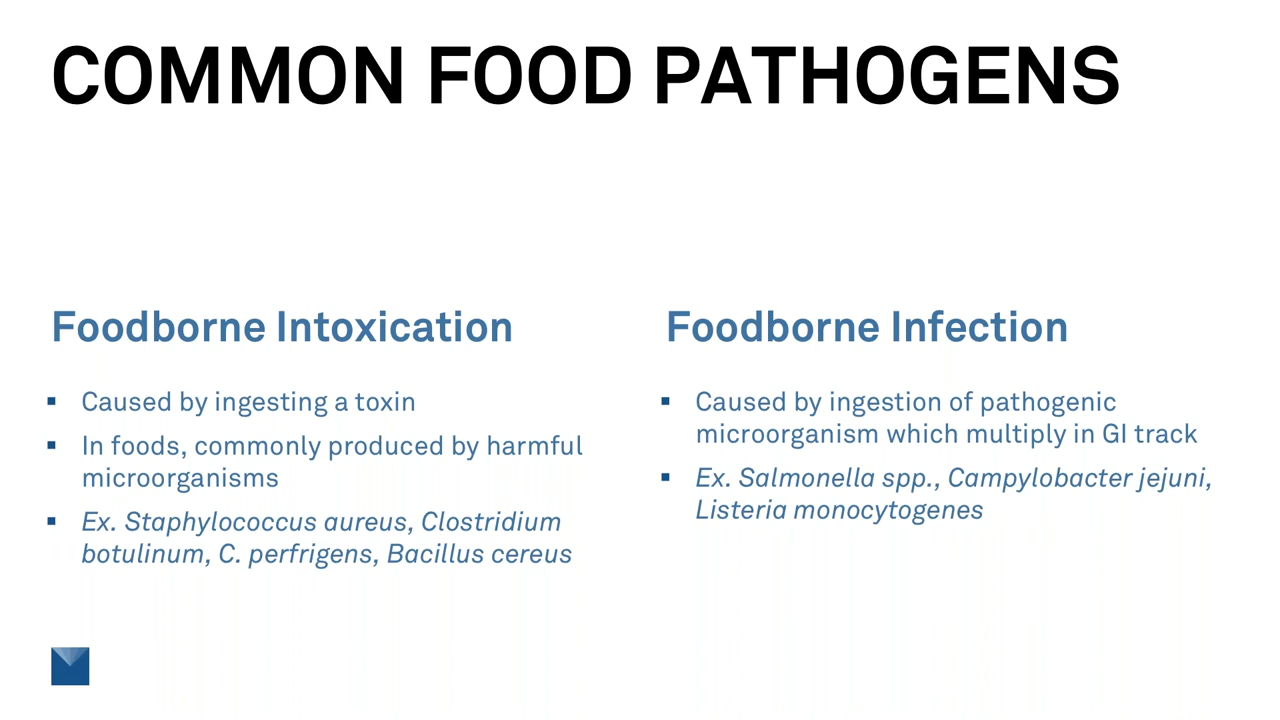 COMMON FOOD PATHOGENS
Foodborne Intoxication
▪ Caused by ingesting a toxin
▪ In foods, commonly produced by harmful
microorganisms
▪ Ex. Staphylococcus aureus, Clostridium
botulinum, C. perfrigens, Bacillus cereus
Foodborne Infection
▪ Caused by ingestion of pathogenic
microorganism which multiply in GI track
▪ Ex. Salmonella spp., Campylobacter jejuni,
Listeria monocytogenes